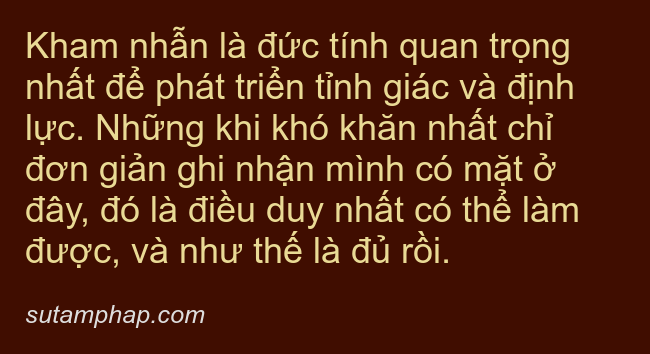 Kham nhẫn là đức tính quan trọng
nhất để phát triển tỉnh giác và định
lực. Những khi khó khăn nhất chỉ
đơn giản ghi nhận mình có mặt ở
đây, đó là điều duy nhất có thể làm
được, và như thế là đủ rồi.
sutamphap.com